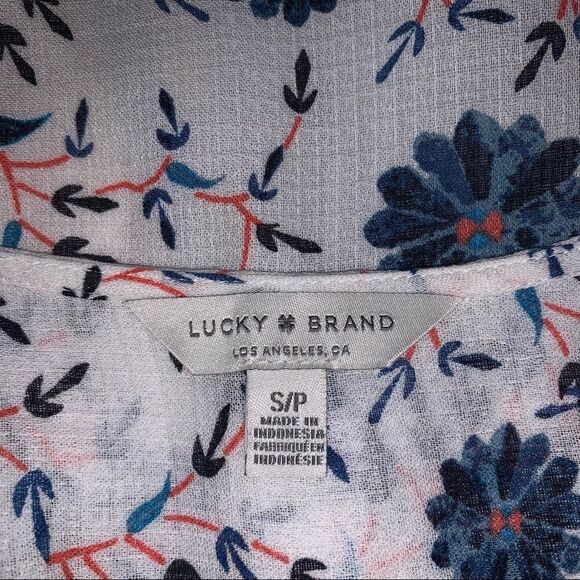 LUCKY BRAND
LOS ANGELES, CA
S/P
MADE IN
INDONESIA
FABRIQUÉ EN
INDONÉSIE